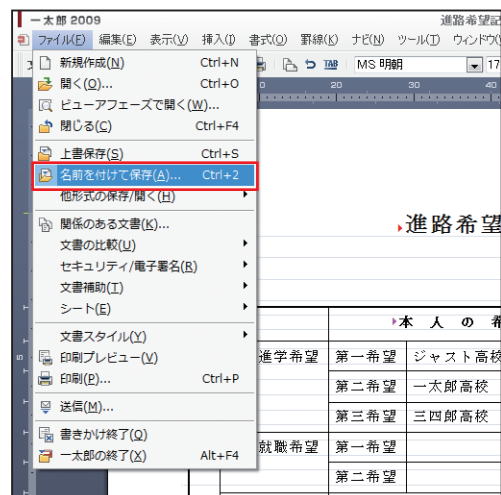 一太郎 2009
進路希望記
ファイル(F) 編集(E) 表示(V) 挿入(I) 書式(O) 罫線(K) ナビ(N) ツール(T) ウィンドウ(
新規作成(N) Ctrl+N
MS 明朝
17
開く(O)... Ctrl+O
20 30 40
ビューアフェーズで開く(W)...
閉じる(C) Ctrl+F4
上書保存(S) Ctrl+S
名前を付けて保存(A)... Ctrl+2
他形式の保存/開く(H)
関係のある文書(K)...
進路希望
文書の比較(U)
セキュリティ/電子署名(R)
文書補助(T)
シート(E)
本 人 の 希
文書スタイル(Y)
印刷プレビュー(V)
進学希望 第一希望 ジャスト高校
印刷(P)... Ctrl+P
第二希望 一太郎高校
送信(M)...
第三希望 三四郎高校
書きかけ終了(Q)
就職希望 第一希望
一太郎の終了(X) Alt+F4
第二希望